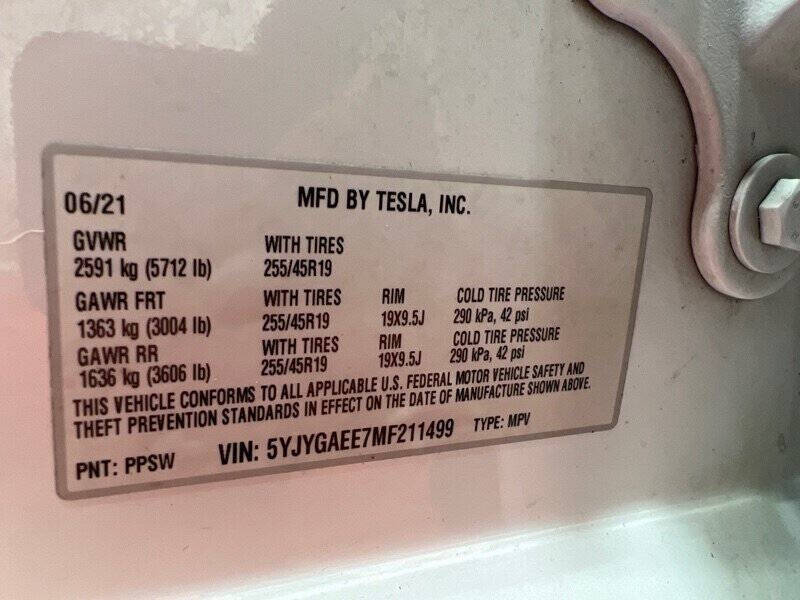 06/21 MFD BY TESLA, INC.
GVWR WITH TIRES
2591 kg (5712 lb) 255/45R19
GAWR FRT WITH TIRES RIM COLD TIRE PRESSURE
1363 kg (3004 lb) 255/45R19 19X9.5J 290 kPa, 42 psi
GAWR RR WITH TIRES RIM COLD TIRE PRESSURE
1636 kg (3606 lb) 255/45R19 19X9.5J 290 kPa, 42 psi
THIS VEHICLE CONFORMS TO ALL APPLICABLE U.S. FEDERAL MOTOR VEHICLE SAFETY AND
THEFT PREVENTION STANDARDS IN EFFECT ON THE DATE OF MANUFACTURE SHOWN ABOVE.
PNT: PPSW VIN: 5YJYGAEE7MF211499 TYPE: MPV